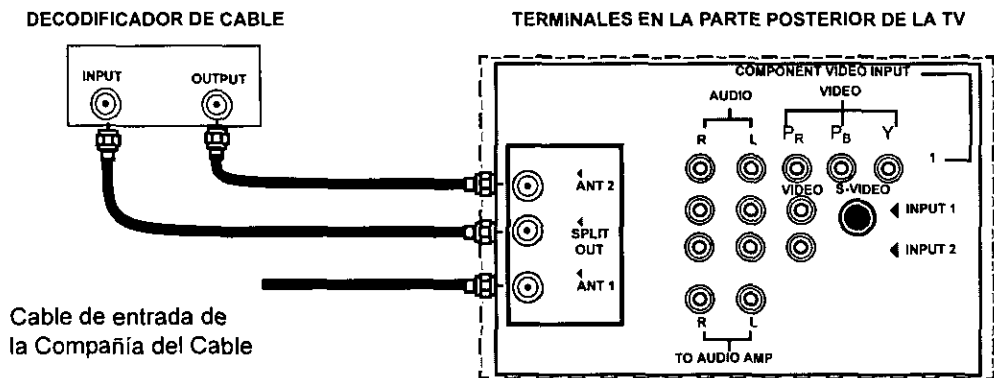 DECODIFICADOR DE CABLE
TERMINALES EN LA PARTE POSTERIOR DE LA TV
INPUT
OUTPUT
COMPONENT VIDEO INPUT
AUDIO
VIDEO
R
L
PR
PB
Y
1
VIDEO
S-VIDEO
ANT 2
SPLIT
OUT
ANT 1
INPUT 1
INPUT 2
R
L
TO AUDIO AMP
Cable de entrada de
la Compañía del Cable